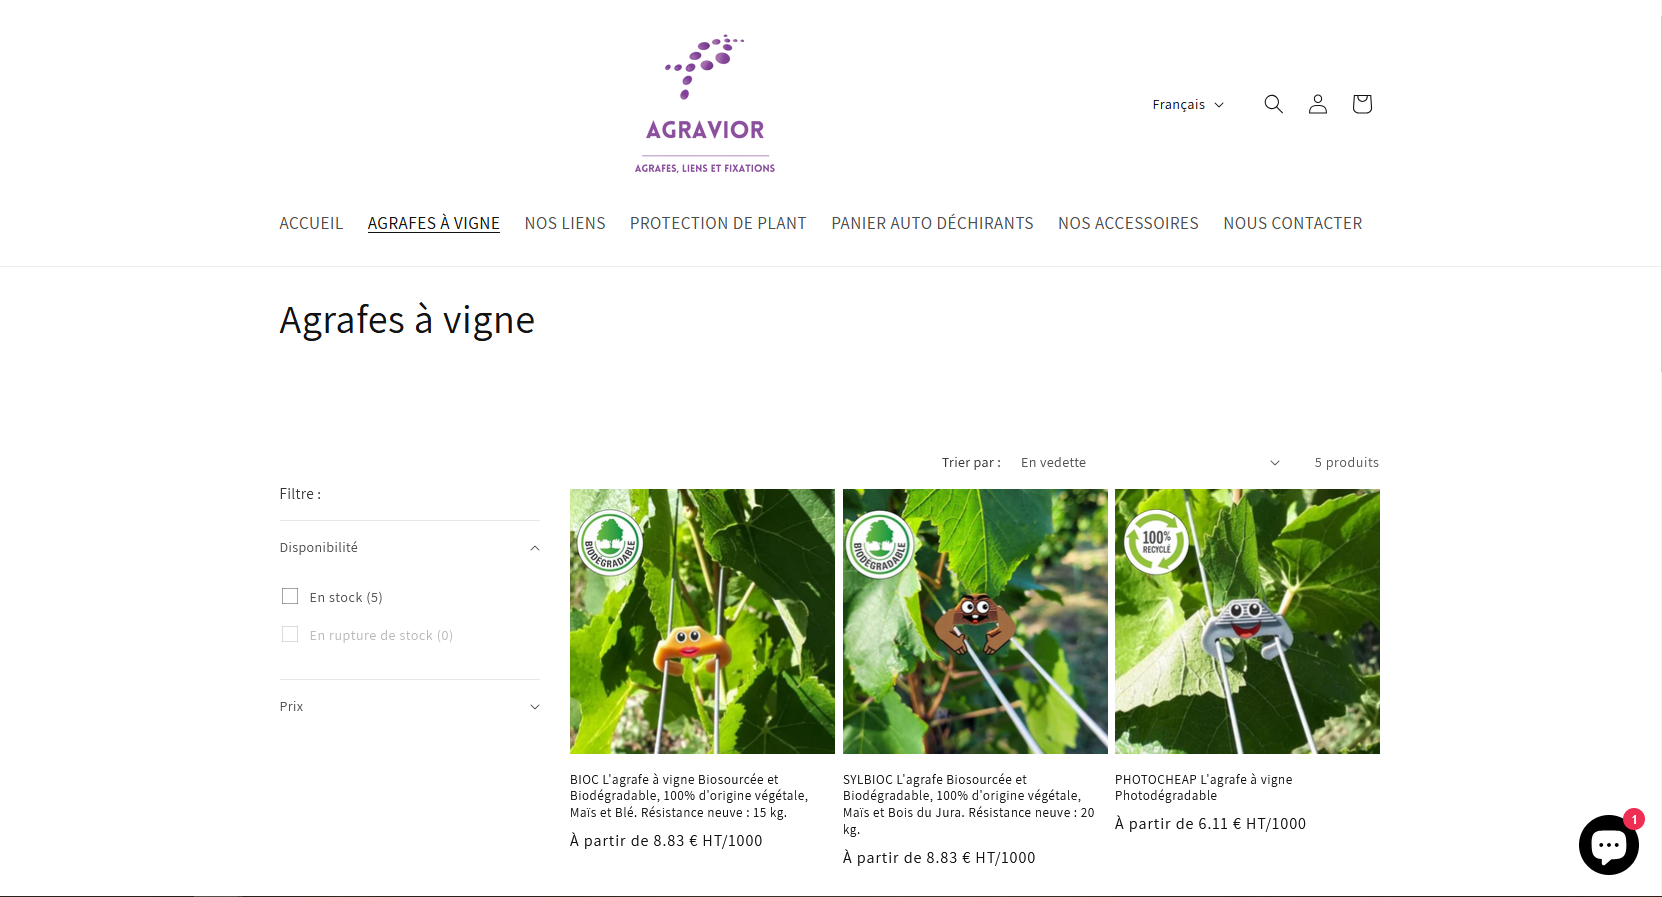 AGRAVIOR
AGRAFES, LIENS ET FIXATIONS
Français
ACCUEIL AGRAFES À VIGNE NOS LIENS PROTECTION DE PLANT PANIER AUTO DÉCHIRANTS NOS ACCESSOIRES NOUS CONTACTER
Agrafes à vigne
Trier par : En vedette 5 produits
Filtre :
Disponibilité
En stock (5)
En rupture de stock (0)
Prix
BIODÉGRADABLE
BIODÉGRADABLE
100%
RECYCLÉ
BIOC L'agrafe à vigne Biosourcée et
Biodégradable, 100% d'origine végétale,
Maïs et Blé. Résistance neuve : 15 kg.
À partir de 8.83 € HT/1000
SYLBIOC L'agrafe Biosourcée et
Biodégradable, 100% d'origine végétale,
Maïs et Bois du Jura. Résistance neuve : 20
kg.
À partir de 8.83 € HT/1000
PHOTOCHEAP L'agrafe à vigne
Photodégradable
À partir de 6.11 € HT/1000
1